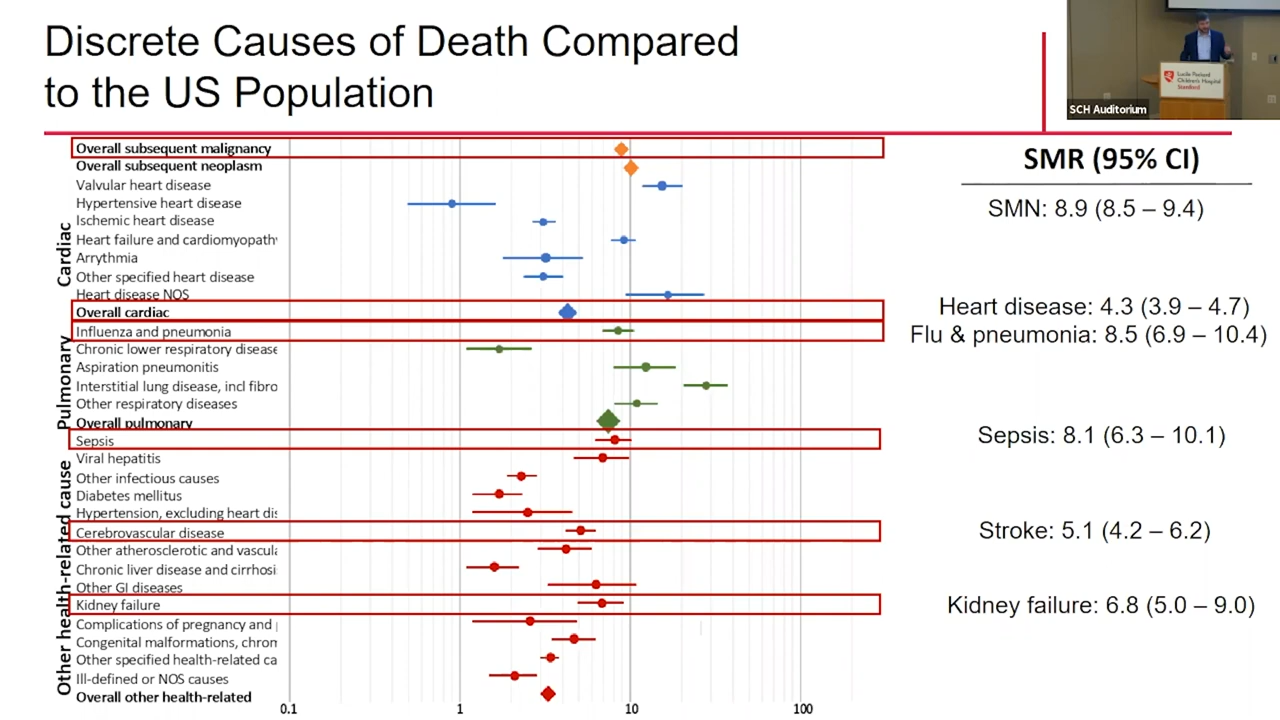 Discrete Causes of Death Compared
to the US Population
Lucile Packard
Children's Hospital
Stanford
SCH Auditorium
SMR (95% CI)
SMN: 8.9 (8.5 – 9.4)
Heart disease: 4.3 (3.9 – 4.7)
Flu & pneumonia: 8.5 (6.9 – 10.4)
Sepsis: 8.1 (6.3 – 10.1)
Stroke: 5.1 (4.2 – 6.2)
Kidney failure: 6.8 (5.0 – 9.0)
Cardiac
Pulmonary
Other health-related cause
Overall subsequent malignancy
Overall subsequent neoplasm
Valvular heart disease
Hypertensive heart disease
Ischemic heart disease
Heart failure and cardiomyopath
Arrythmia
Other specified heart disease
Heart disease NOS
Overall cardiac
Influenza and pneumonia
Chronic lower respiratory disease
Aspiration pneumonitis
Interstitial lung disease, incl fibro
Other respiratory diseases
Overall pulmonary
Sepsis
Viral hepatitis
Other infectious causes
Diabetes mellitus
Hypertension, excluding heart dis
Cerebrovascular disease
Other atherosclerotic and vascula
Chronic liver disease and cirrhosi
Other GI diseases
Kidney failure
Complications of pregnancy and
Congenital malformations, chrom
Other specified health-related ca
Ill-defined or NOS causes
Overall other health-related
0.1 1 10 100